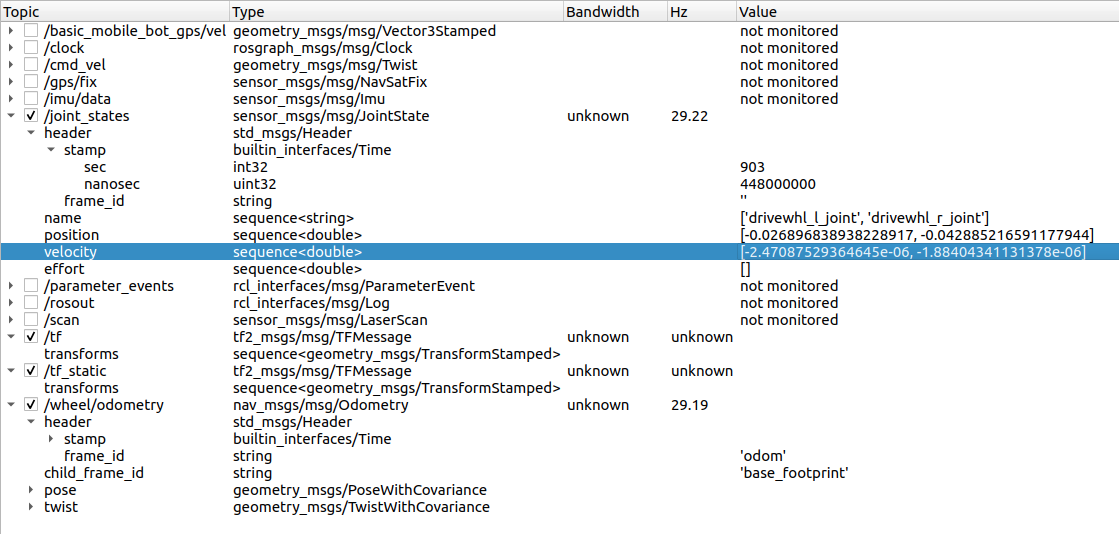 Topic Type Bandwidth Hz Value
/basic_mobile_bot_gps/vel geometry_msgs/msg/Vector3Stamped not monitored
/clock rosgraph_msgs/msg/Clock not monitored
/cmd_vel geometry_msgs/msg/Twist not monitored
/gps/fix sensor_msgs/msg/NavSatFix not monitored
/imu/data sensor_msgs/msg/Imu not monitored
/joint_states sensor_msgs/msg/JointState unknown 29.22
header std_msgs/Header
stamp builtin_interfaces/Time
sec int32 903
nanosec uint32 448000000
frame_id string ''
name sequence<string> ['drivewhl_l_joint', 'drivewhl_r_joint']
position sequence<double> [-0.026896838938228917, -0.042885216591177944]
velocity sequence<double> [-2.47087529364645e-06, -1.88404341131378e-06]
effort sequence<double> []
/parameter_events rcl_interfaces/msg/ParameterEvent not monitored
/rosout rcl_interfaces/msg/Log not monitored
/scan sensor_msgs/msg/LaserScan not monitored
/tf tf2_msgs/msg/TFMessage unknown unknown
transforms sequence<geometry_msgs/TransformStamped>
/tf_static tf2_msgs/msg/TFMessage unknown unknown
transforms sequence<geometry_msgs/TransformStamped>
/wheel/odometry nav_msgs/msg/Odometry unknown 29.19
header std_msgs/Header
stamp builtin_interfaces/Time
frame_id string 'odom'
child_frame_id string 'base_footprint'
pose geometry_msgs/PoseWithCovariance
twist geometry_msgs/TwistWithCovariance